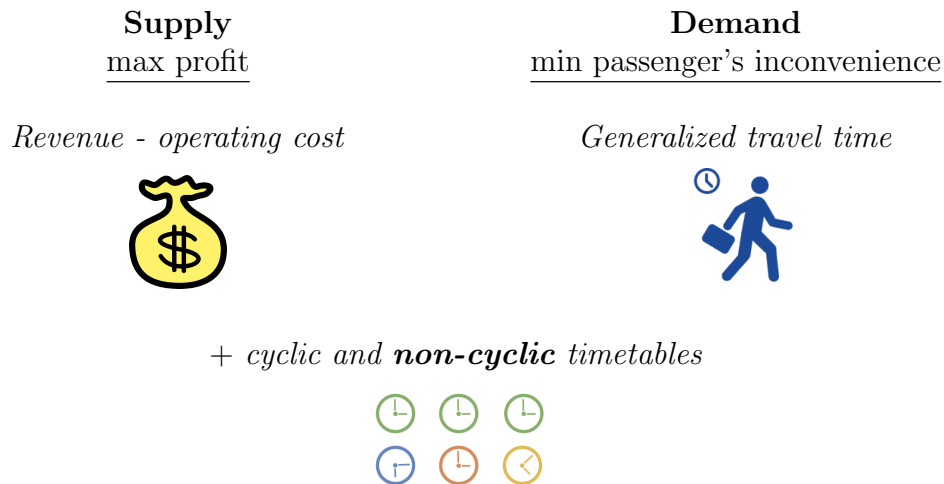 Supply
max profit
Revenue - operating cost
$
Demand
min passenger's inconvenience
Generalized travel time
+ cyclic and non-cyclic timetables